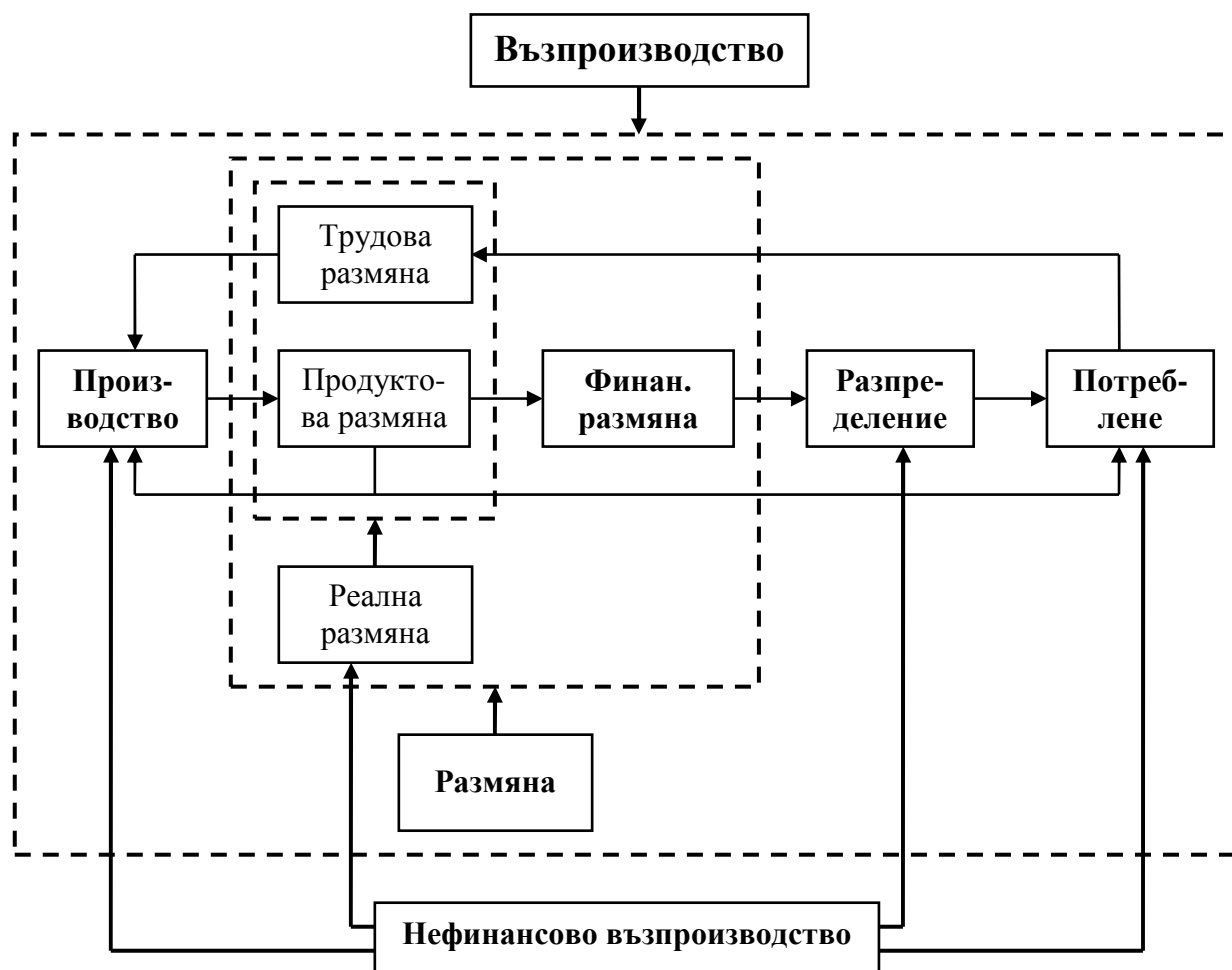 Възпроизводство
Трудова
размяна
Произ-
водство
Продукто-
ва размяна
Финан.
размяна
Разпре-
деление
Потреб-
лене
Реална
размяна
Размяна
Нефинансово възпроизводство